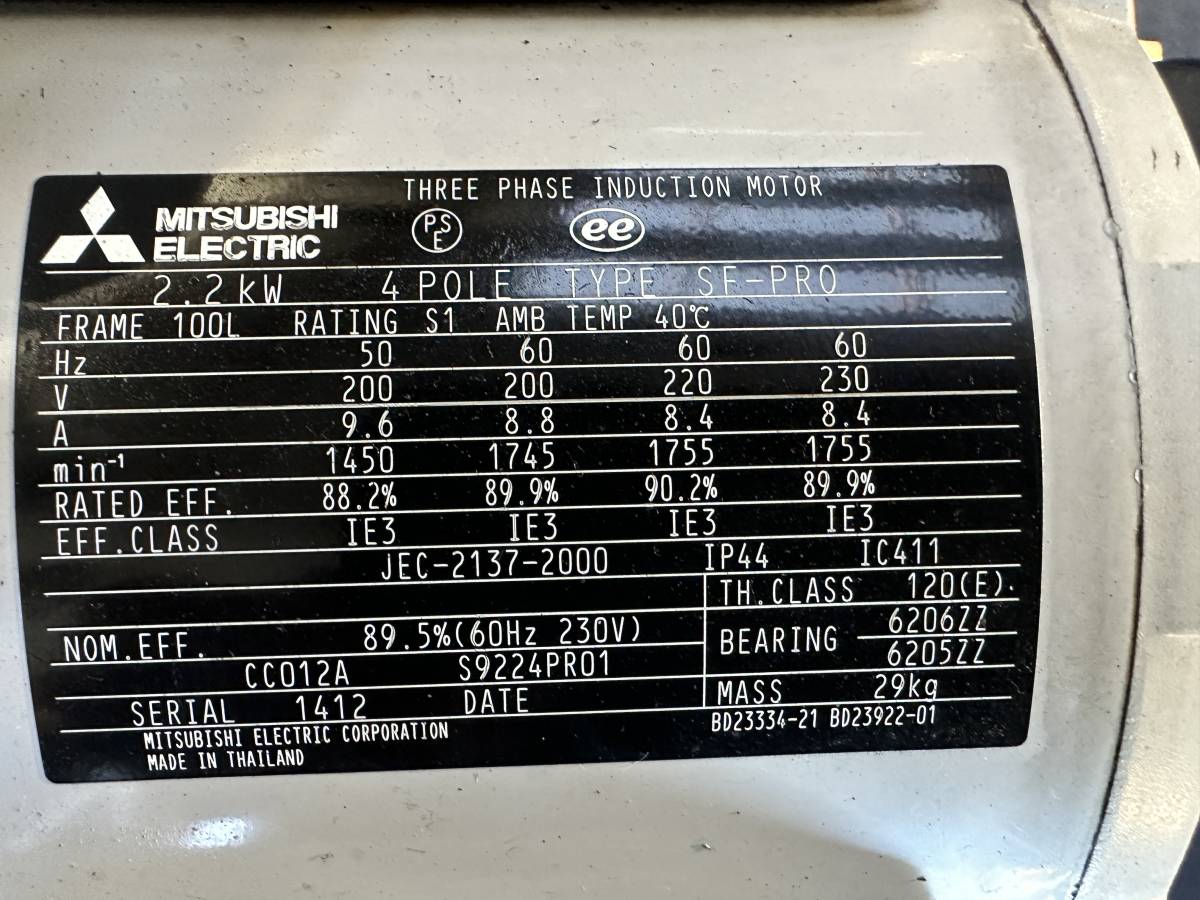 THREE PHASE INDUCTION MOTOR
MITSUBISHI
ELECTRIC
PSE
ee
2.2kW 4 POLE TYPE SF-PRO
FRAME 100L RATING S1 AMB TEMP 40℃
Hz 50 60 60 60
V 200 200 220 230
A 9.6 8.8 8.4 8.4
min⁻¹ 1450 1745 1755 1755
RATED EFF. 88.2% 89.9% 90.2% 89.9%
EFF.CLASS IE3 IE3 IE3 IE3
JEC-2137-2000 IP44 IC411
TH.CLASS 120(E).
NOM.EFF. 89.5%(60Hz 230V)
BEARING 6206ZZ
6205ZZ
CC012A S9224PR01
MASS 29kg
SERIAL 1412 DATE
BD23334-21 BD23922-01
MITSUBISHI ELECTRIC CORPORATION
MADE IN THAILAND